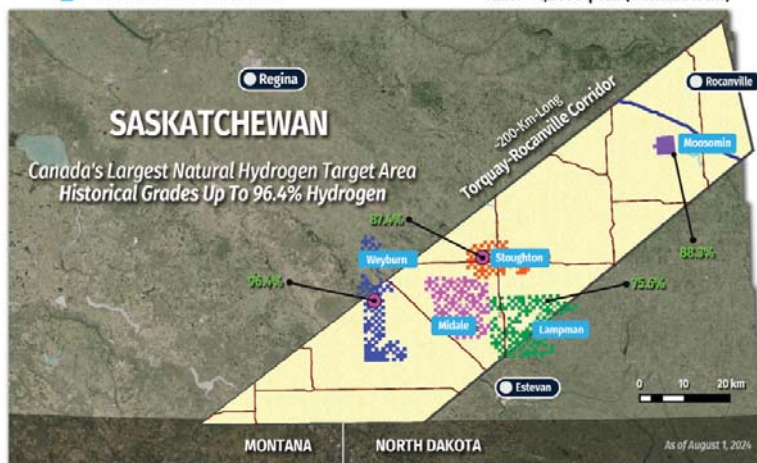 Regina
Rocanville
~200-Km-Long
Torquay-Rocanville Corridor
SASKATCHEWAN
Moosomin
Canada's Largest Natural Hydrogen Target Area
Historical Grades Up To 96.4% Hydrogen
87.4%
88.3%
Weyburn
Stoughton
96.4%
75.6%
Midale
Lampman
Estevan
0 10 20 km
MONTANA
NORTH DAKOTA
As of August 1, 2024